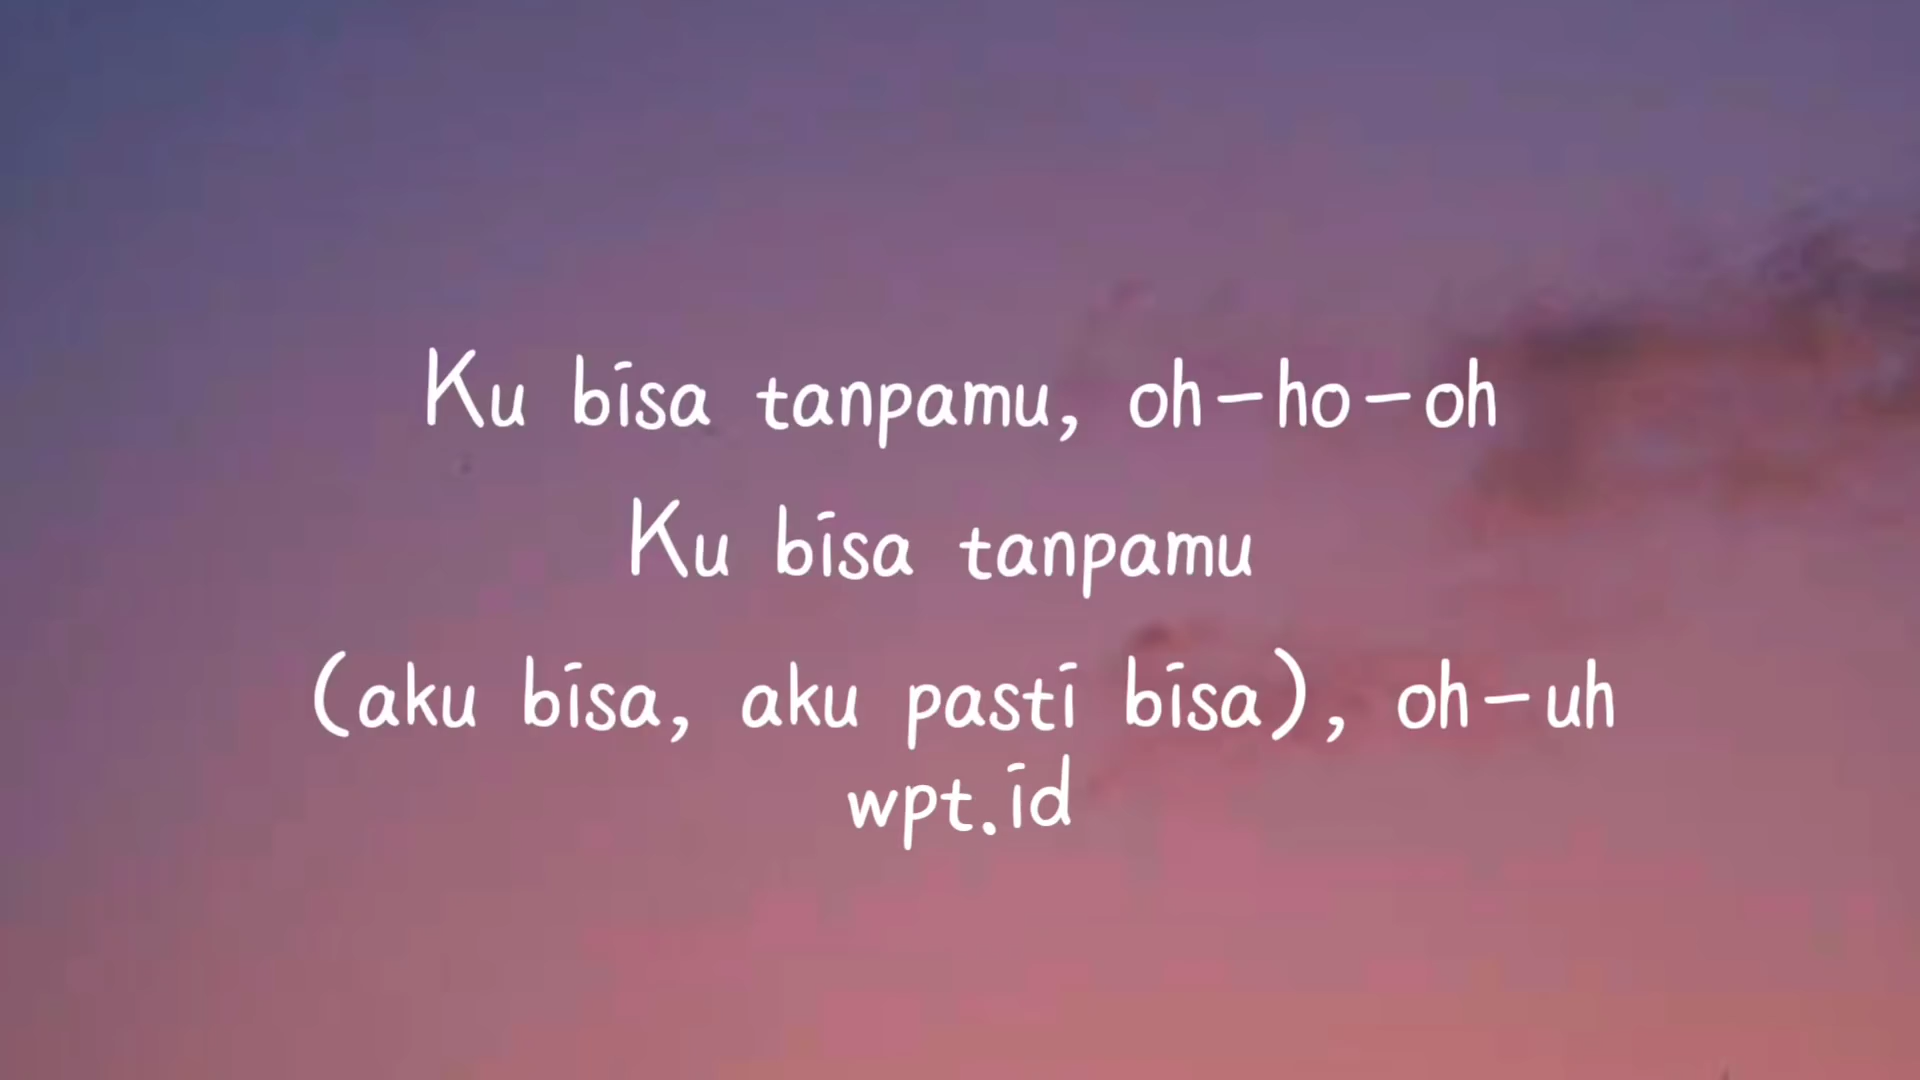 Ku bisa tanpamu, oh-ho-oh
Ku bisa tanpamu
(aku bisa, aku pasti bisa), oh-uh
wpt.id